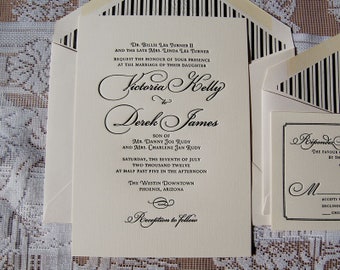 Dr. Billie Lee Turner II
and the late Mrs. Linda Lee Turner
request the honour of your presence
at the marriage of their daughter
Victoria Kelly
to
Derek James
son of
Mr. Danny Joe Rudy
and Mrs. Charlene Jan Rudy
Saturday, the seventh of July
two thousand twelve
at half past five in the afternoon
The Westin Downtown
Phoenix, Arizona
Reception to follow
The favour
M
accepts